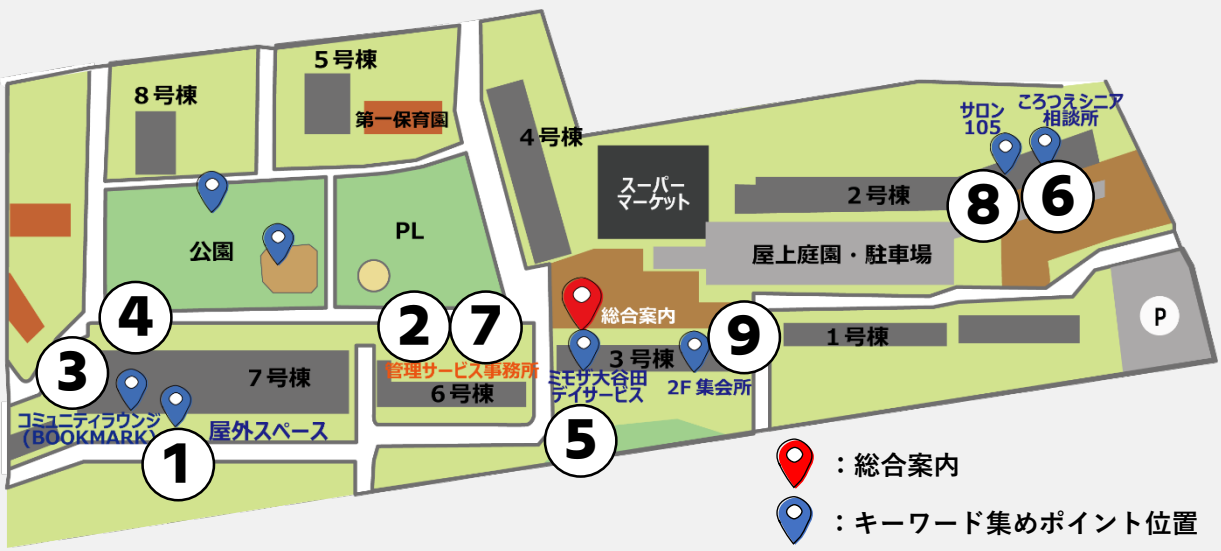 5号棟
8号棟
第一保育園
4号棟
サロン
105
ころつえシニア
相談所
スーパー
マーケット
2号棟
8
6
公園
PL
屋上庭園・駐車場
4
2
7
総合案内
9
1号棟
P
3
7号棟
管理サービス事務所
6号棟
3号棟
ミモザ大谷田
デイサービス
2F 集会所
コミュニティラウンジ
(BOOKMARK)
屋外スペース
1
5
:総合案内
:キーワード集めポイント位置